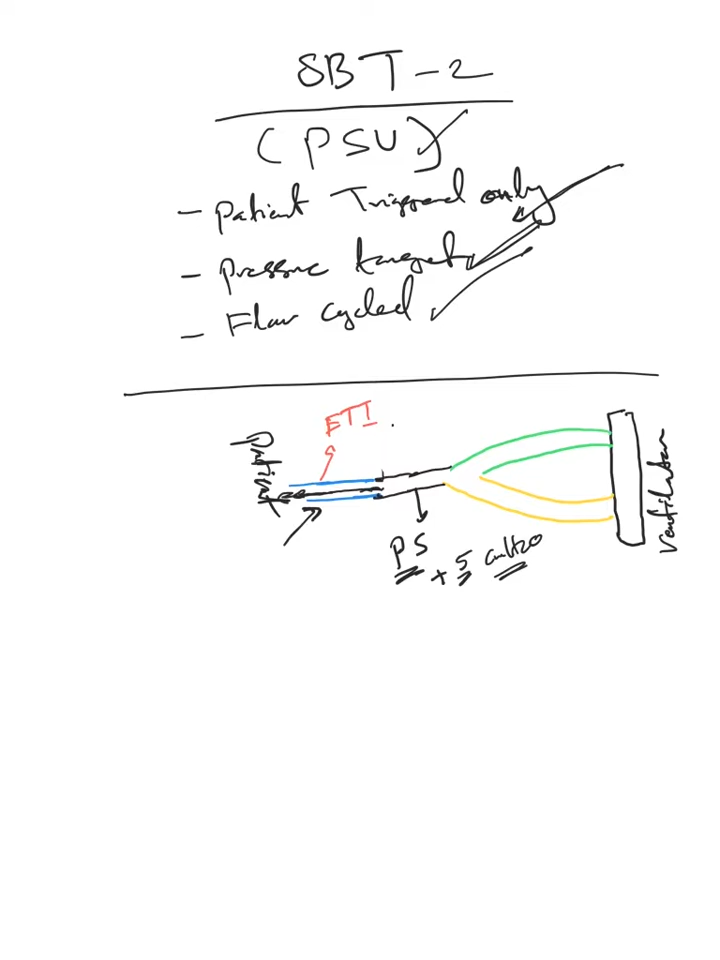 SBT-2
(PSV)
- Patient Triggered only
- Pressure targeted
- Flow cycled
ETT
Patient
Ventilator
PS
+ 5 cmH2O